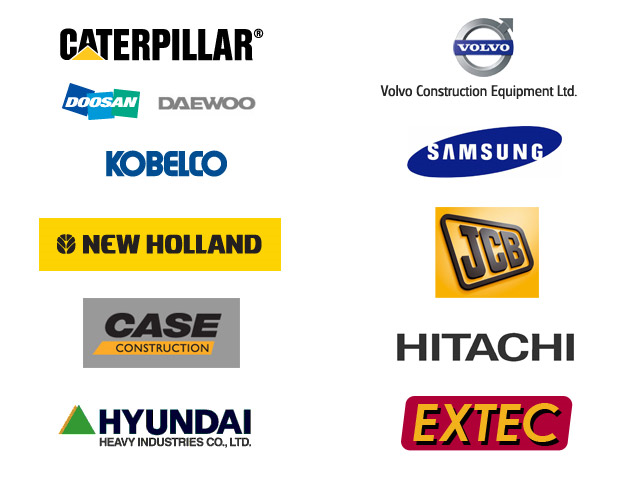 CATERPILLAR®
VOLVO
Volvo Construction Equipment Ltd.
DOOSAN DAEWOO
SAMSUNG
KOBELCO
NEW HOLLAND
JCB
CASE
CONSTRUCTION
HITACHI
HYUNDAI
HEAVY INDUSTRIES CO., LTD.
EXTEC